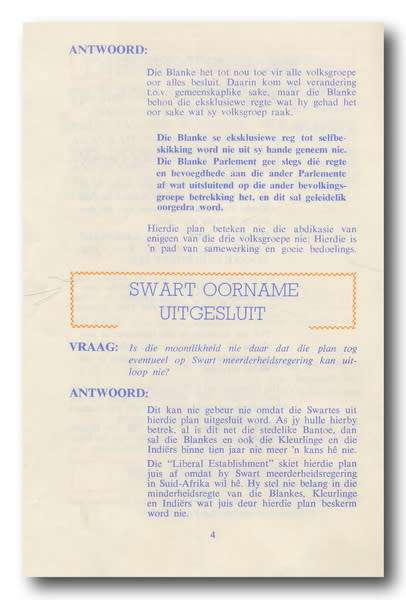 ANTWOORD:
Die Blanke het tot nou toe vir alle volksgroepe
oor alles besluit. Daarin kom wel verandering
t.o.v. gemeenskaplike sake, maar die Blanke
behou die eksklusiewe regte wat hy gehad het
oor sake wat sy volksgroep raak.
Die Blanke se eksklusiewe reg tot selfbe-
skikking word nie uit sy hande geneem nie.
Die Blanke Parlement gee slegs dié regte
en bevoegdhede aan die ander Parlemente
af wat uitsluitend op die ander bevolkings-
groepe betrekking het, en dit sal geleidelik
oorgedra word.
Hierdie plan beteken nie die abdikasie van
enigeen van die drie volksgroepe nie. Hierdie is
'n pad van samewerking en goeie bedoelings.
SWART OORNAME
UITGESLUIT
VRAAG: Is die moontlikheid nie daar dat die plan tog
eventueel op Swart meerderheidsregering kan uit-
loop nie?
ANTWOORD:
Dit kan nie gebeur nie omdat die Swartes uit
hierdie plan uitgesluit word. As jy hulle hierby
betrek, al is dit net die stedelike Bantoe, dan
sal die Blankes en ook die Kleurlinge en die
Indiërs binne tien jaar nie meer 'n kans hê nie.
Die "Liberal Establishment" skiet hierdie plan
juis af omdat hy Swart meerderheidsregering
in Suid-Afrika wil hê. Hy stel nie belang in die
minderheidsregte van die Blankes, Kleurlinge
en Indiërs wat juis deur hierdie plan beskerm
word nie.
4